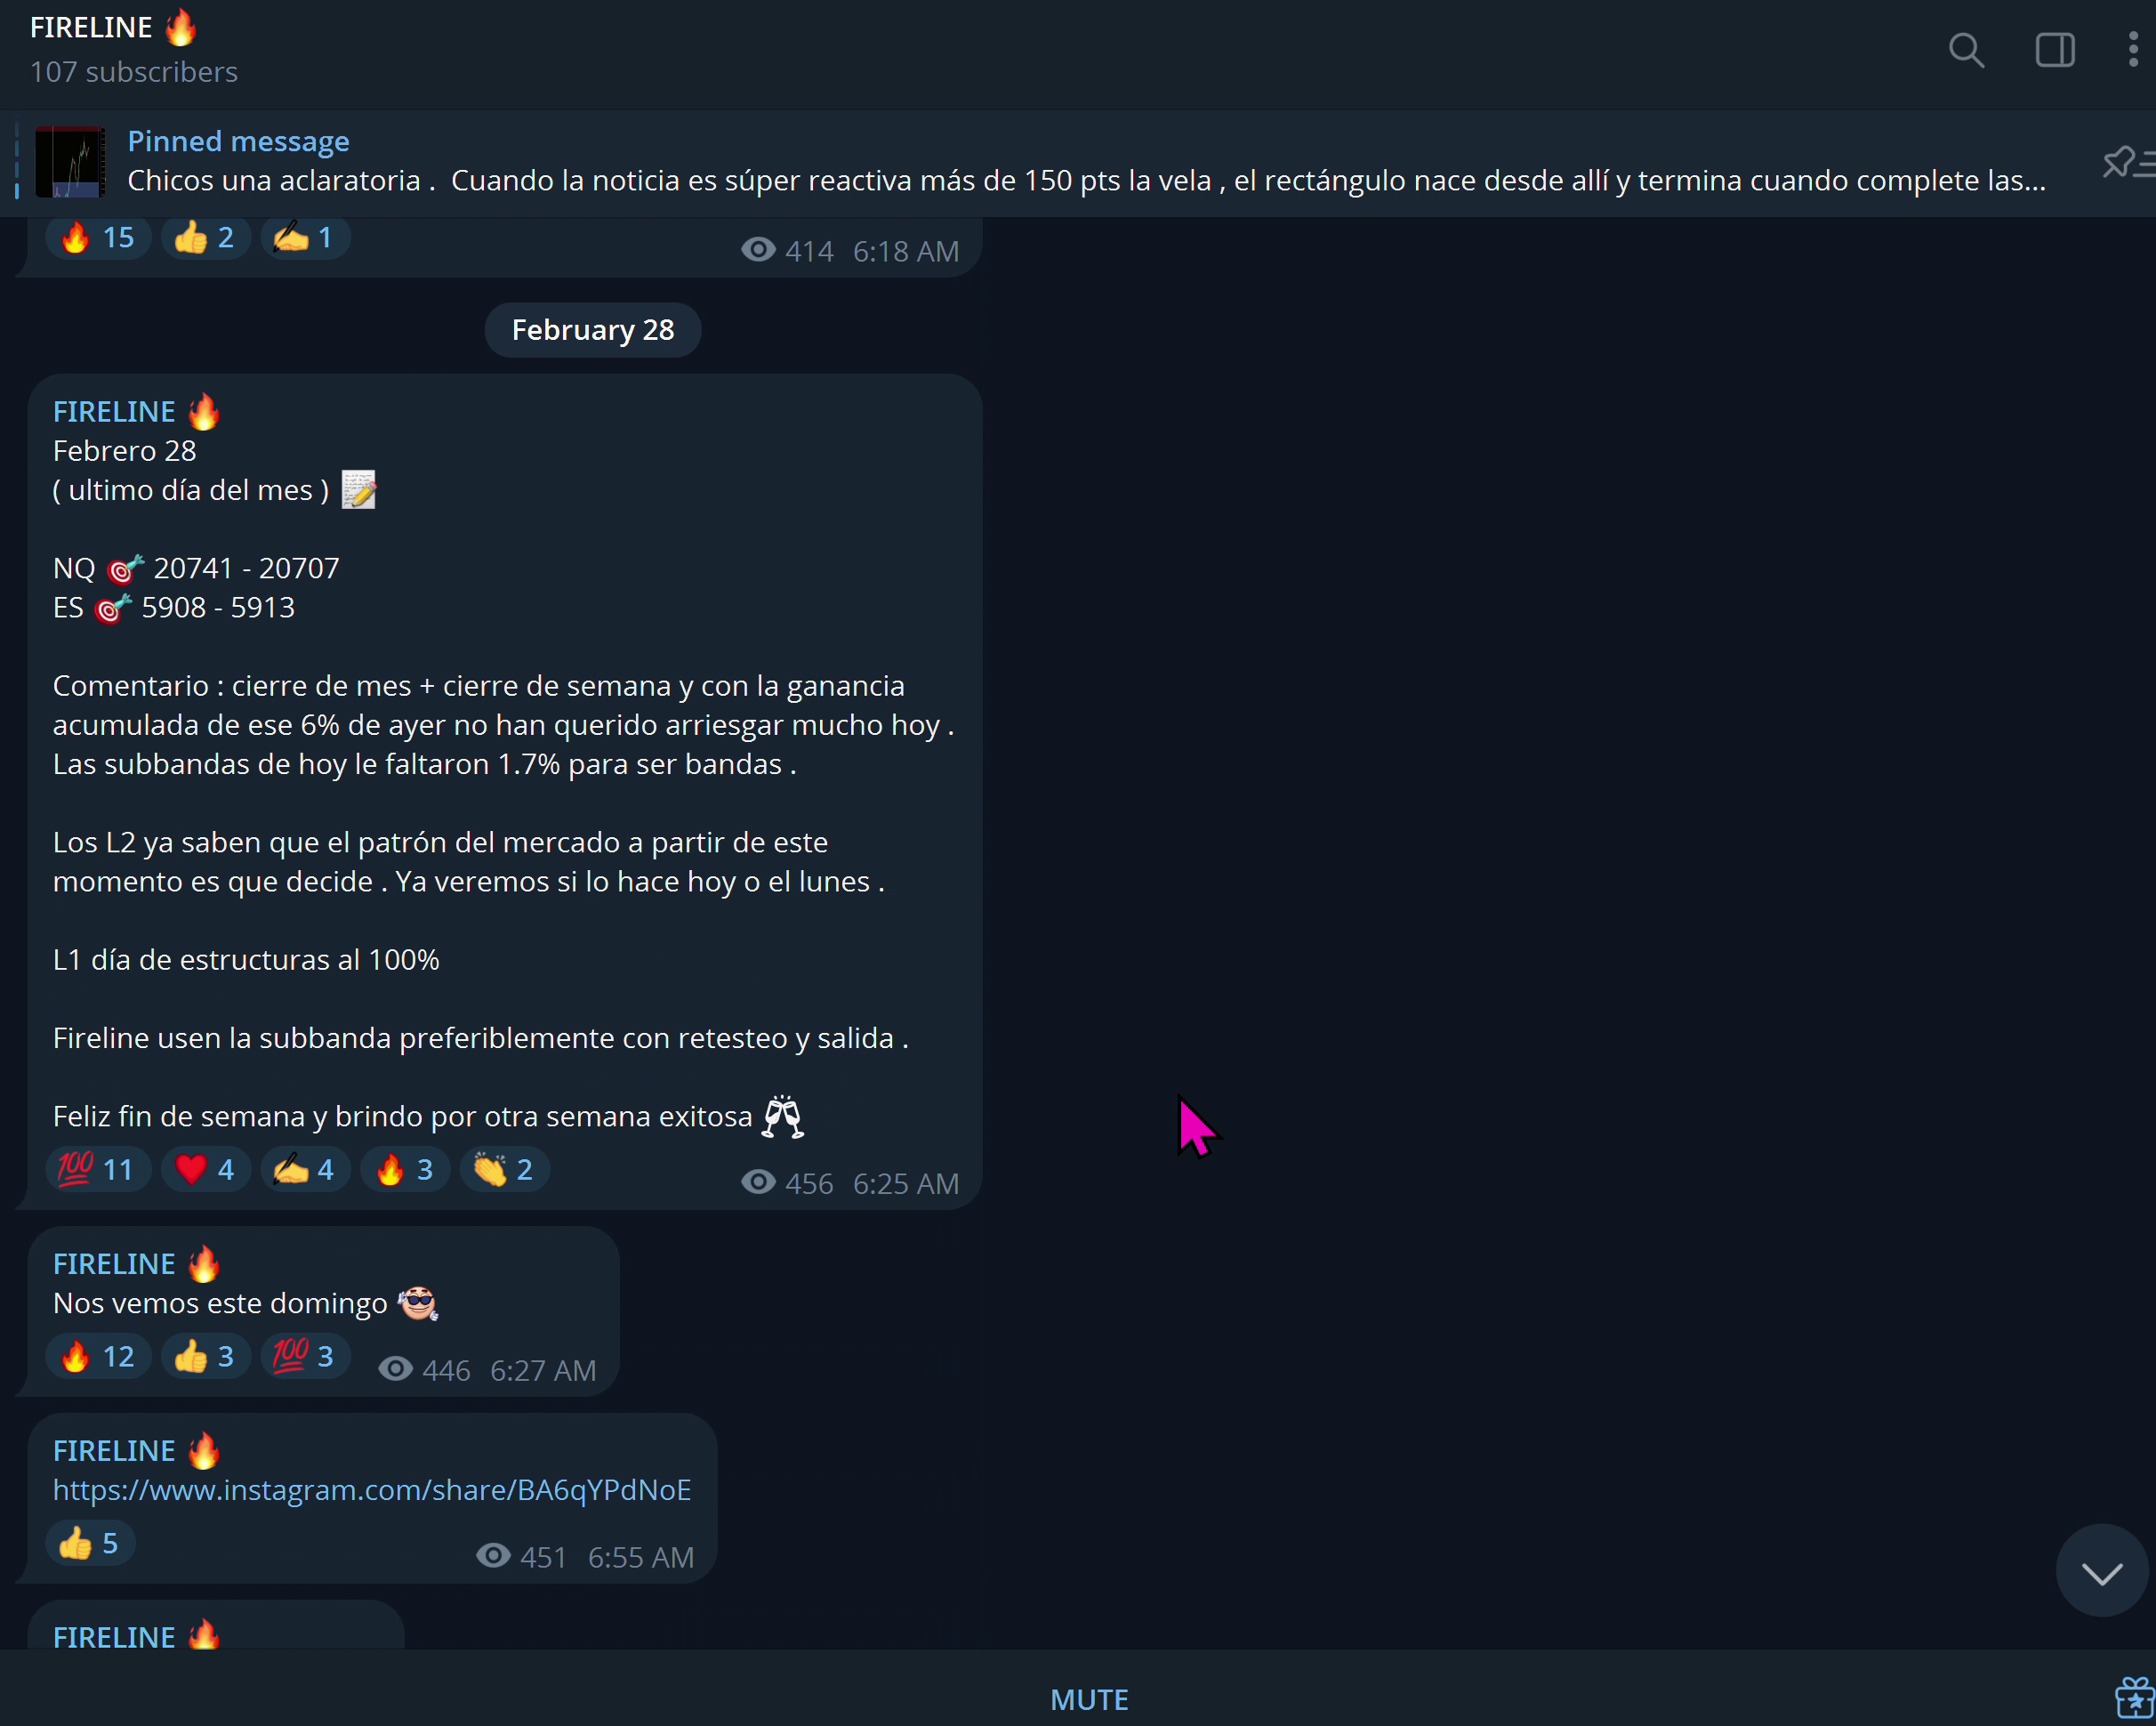 FIRELINE 🔥
107 subscribers
Pinned message
Chicos una aclaratoria .  Cuando la noticia es súper reactiva más de 150 pts la vela , el rectángulo nace desde allí y termina cuando complete las...
🔥 15 👍 2 ✍️ 1 414 6:18 AM
February 28
FIRELINE 🔥
Febrero 28
( ultimo día del mes ) 📝
NQ 🎯 20741 - 20707
ES 🎯 5908 - 5913
Comentario : cierre de mes + cierre de semana y con la ganancia
acumulada de ese 6% de ayer no han querido arriesgar mucho hoy .
Las subbandas de hoy le faltaron 1.7% para ser bandas .
Los L2 ya saben que el patrón del mercado a partir de este
momento es que decide . Ya veremos si lo hace hoy o el lunes .
L1 día de estructuras al 100%
Fireline usen la subbanda preferiblemente con retesteo y salida .
Feliz fin de semana y brindo por otra semana exitosa 🥂
💯 11 ❤️ 4 ✍️ 4 🔥 3 👏 2 456 6:25 AM
FIRELINE 🔥
Nos vemos este domingo
🔥 12 👍 3 💯 3 446 6:27 AM
FIRELINE 🔥
https://www.instagram.com/share/BA6qYPdNoE
👍 5 451 6:55 AM
FIRELINE 🔥
MUTE